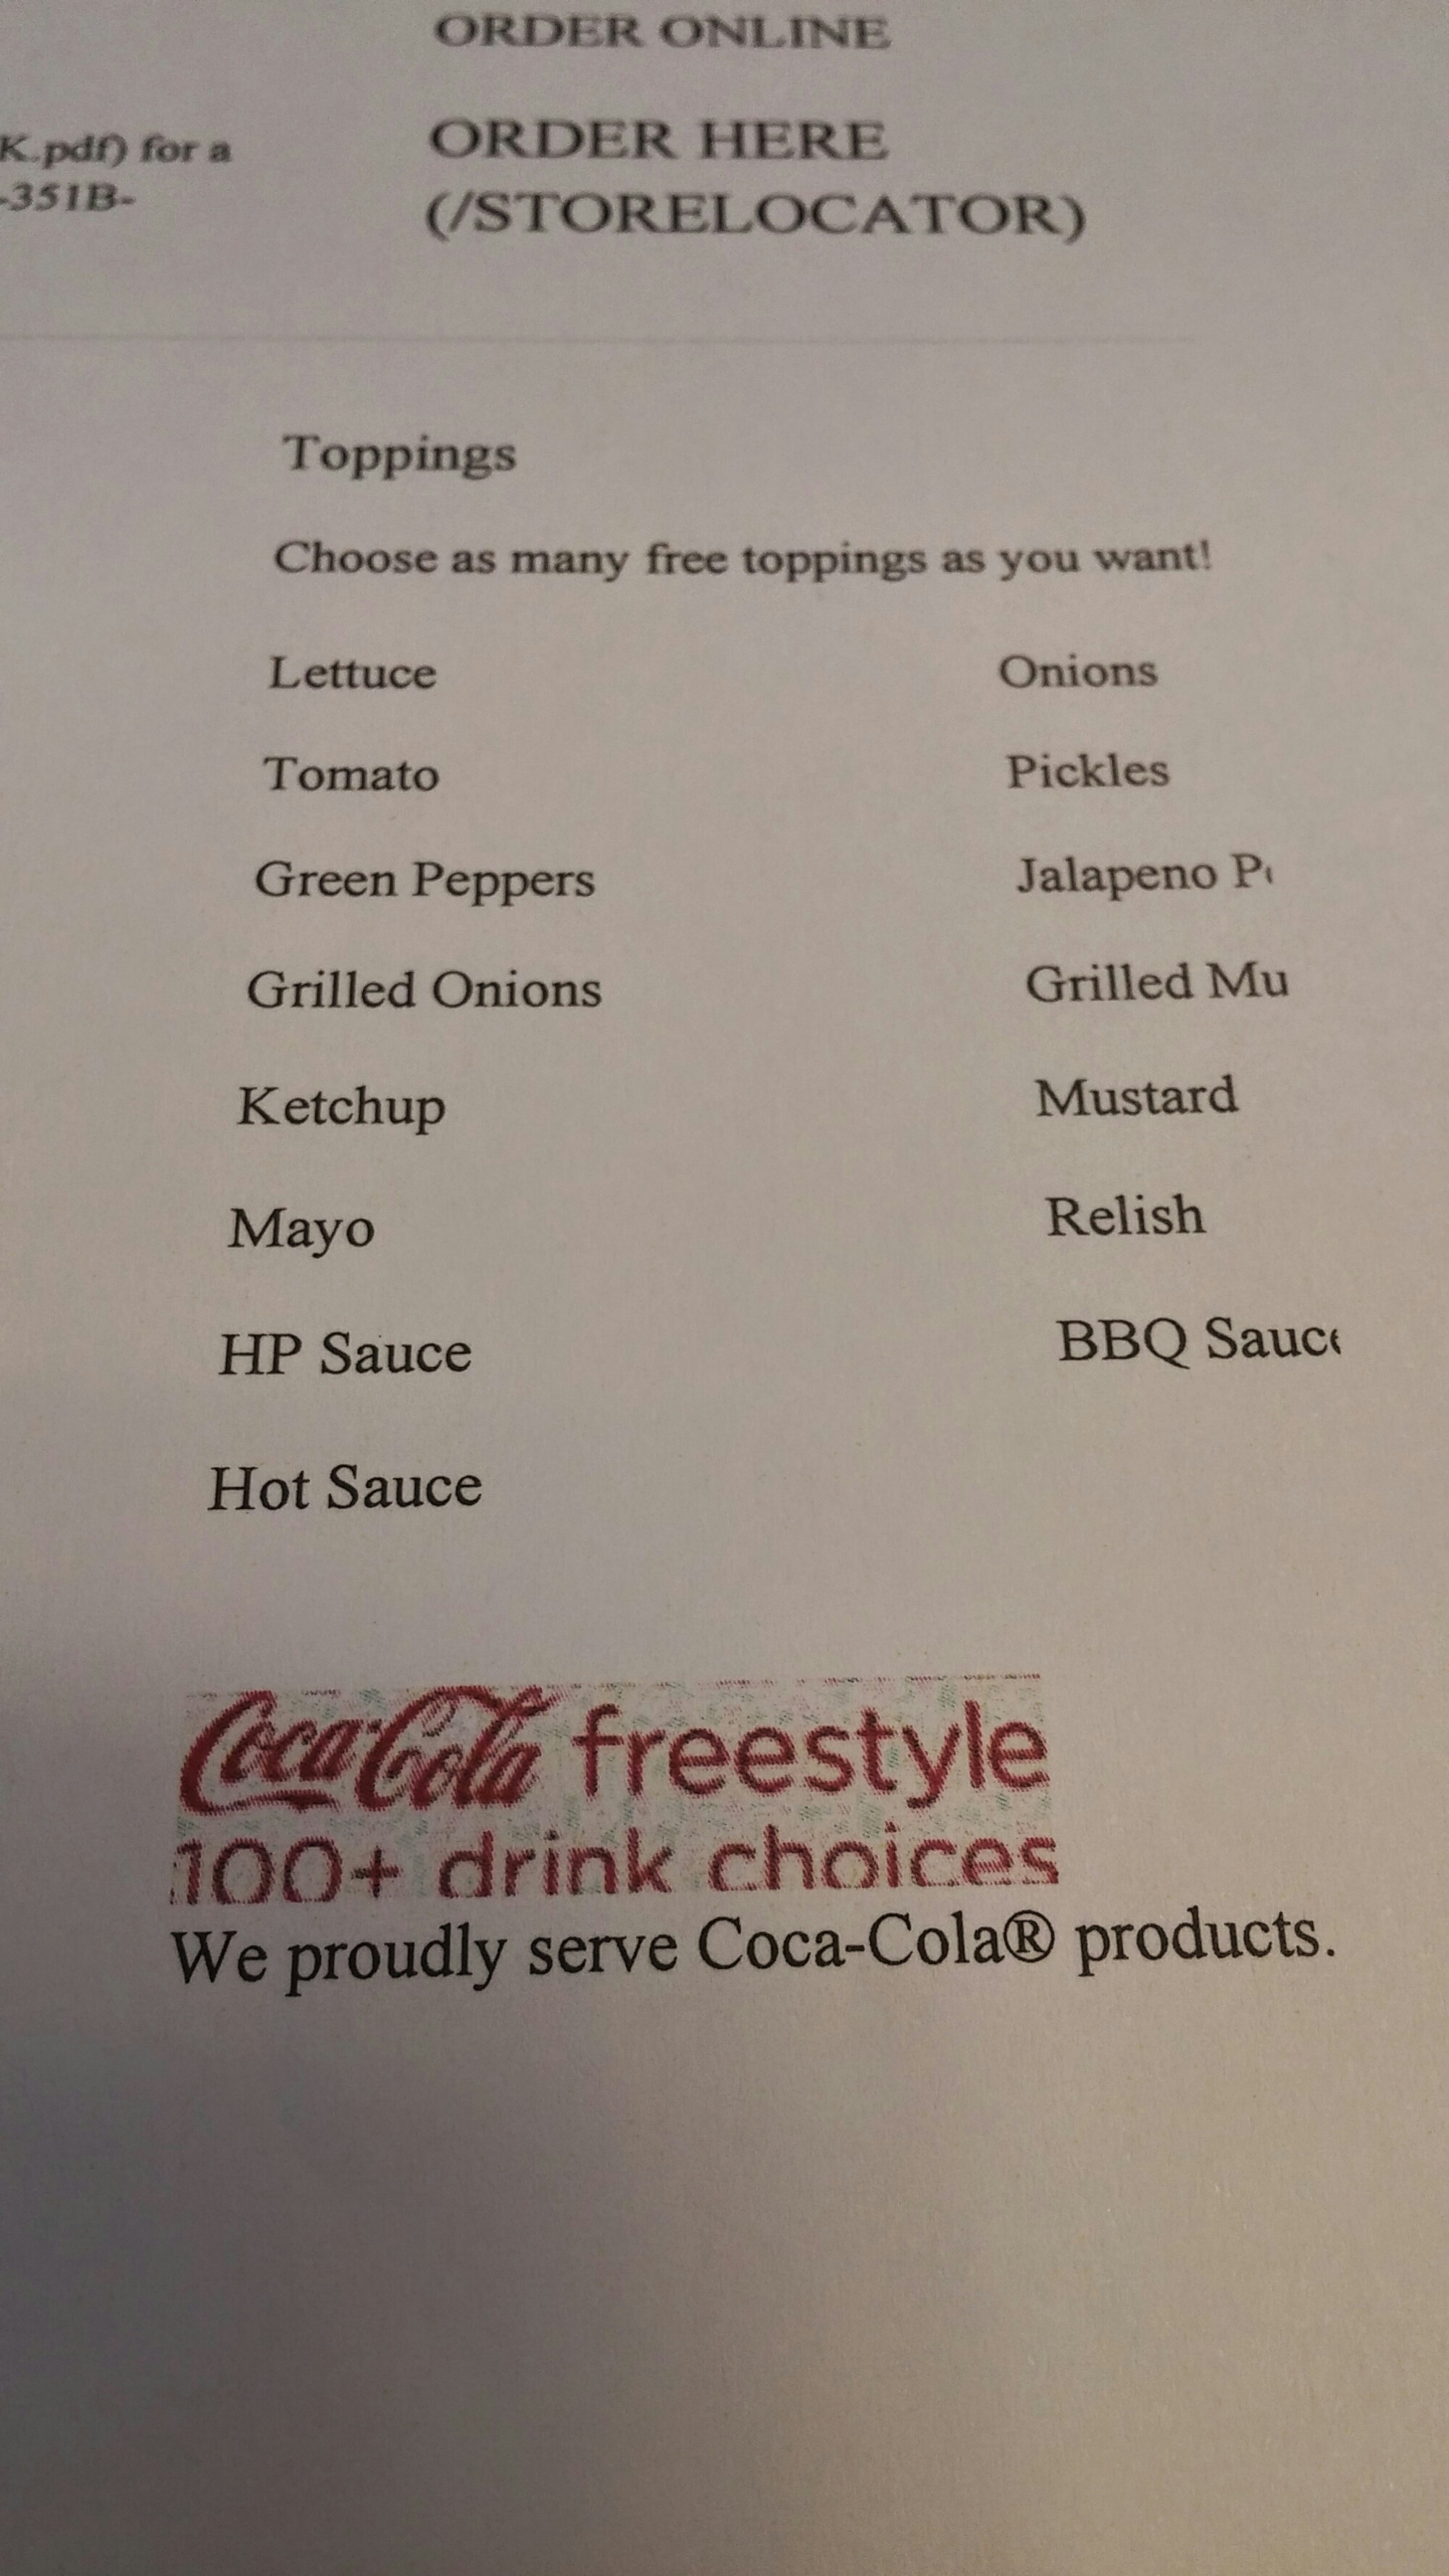 ORDER ONLINE
K.pdf) for a
-351B-
ORDER HERE
(/STORELOCATOR)
Toppings
Choose as many free toppings as you want!
Lettuce Onions
Tomato Pickles
Green Peppers Jalapeno P
Grilled Onions Grilled Mu
Ketchup Mustard
Mayo Relish
HP Sauce BBQ Sauc
Hot Sauce
Coca-Cola freestyle
100+ drink choices
We proudly serve Coca-Cola® products.